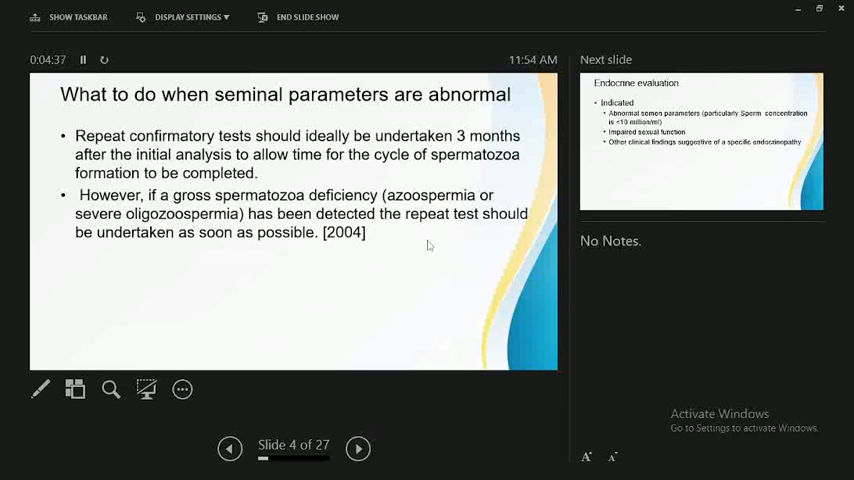 SHOW TASKBAR
DISPLAY SETTINGS ▼
END SLIDE SHOW
0:04:37
11:54 AM
What to do when seminal parameters are abnormal
• Repeat confirmatory tests should ideally be undertaken 3 months
after the initial analysis to allow time for the cycle of spermatozoa
formation to be completed.
• However, if a gross spermatozoa deficiency (azoospermia or
severe oligozoospermia) has been detected the repeat test should
be undertaken as soon as possible. [2004]
Slide 4 of 27
Next slide
Endocrine evaluation
• Indicated
• Abnormal semen parameters (particularly Sperm concentration
is <10 million/ml)
• Impaired sexual function
• Other clinical findings suggestive of a specific endocrinopathy
No Notes.
Activate Windows
Go to Settings to activate Windows.
A
A